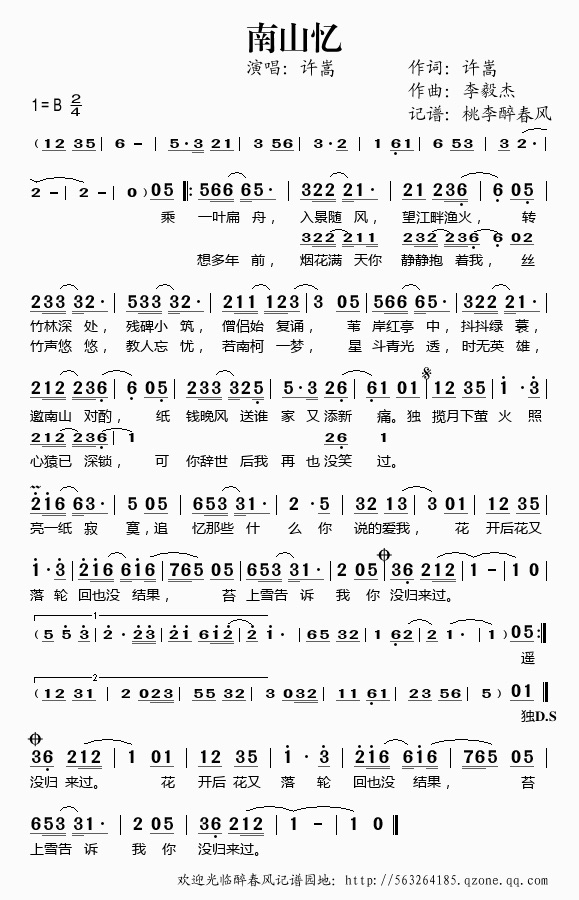 南山忆
演唱：许嵩
作词：许嵩
作曲：李毅杰
1=B 2/4
记谱：桃李醉春风
（12 35 | 6 - | 5·3 21 | 3 56 | 3·2 | 1 61 | 6 53 | 3 2·
2 - | 2 - | 0）05 ‖: 566 65· | 322 21· | 21 236 | 6 05 |
乘 一叶扁 舟， 入景随 风， 望江畔渔火， 转
322 211 232 236 6 02
想多年 前， 烟花满 天你 静静抱 着我， 丝
233 32· | 533 32· | 211 123 | 3 05 | 566 65· | 322 21· |
竹林深 处， 残碑小 筑， 僧侣始 复诵， 苇 岸红亭 中，抖抖绿 蓑，
竹声悠 悠， 教人忘 忧， 若南柯 一梦， 星 斗青光 透，时无英 雄，
212 236 | 6 05 | 233 325 | 5·3 26 | 61 01 | 12 35 | 1 ·3 |
邀南山 对酌， 纸 钱晚风 送谁 家 又添新 痛。独 揽月下萤 火 照
212 236 1 26 1
心猿已 深锁， 可 你辞世 后我 再 也没笑 过。
216 63· | 5 05 | 653 31· | 2 ·5 | 32 13 | 3 01 | 12 35 |
亮一纸 寂 寞，追 忆那些 什 么 你 说的爱我， 花 开后花又
1·3 | 216 616 | 765 05 | 653 31· | 2 05 | 36 212 | 1 - | 1 0 |
落 轮 回也没 结果， 苔 上雪告 诉 我 你 没归来过。
1
（5 53 | 2·23 | 21 612 | 2 1· | 65 32 | 1 62 | 2 1· | 1）05 :‖
遥
2
（12 31 | 2 023 | 55 32 | 3 032 | 11 61 | 23 56 | 5）01 ‖
独D.S
36 212 | 1 01 | 12 35 | 1 ·3 | 216 616 | 765 05 |
没归 来过。 花 开后 花又 落 轮 回也没 结果， 苔
653 31· | 2 05 | 36 212 | 1 - | 1 0 ‖
上雪告 诉 我 你 没归来过。
欢迎光临醉春风记谱园地：http://563264185.qzone.qq.com